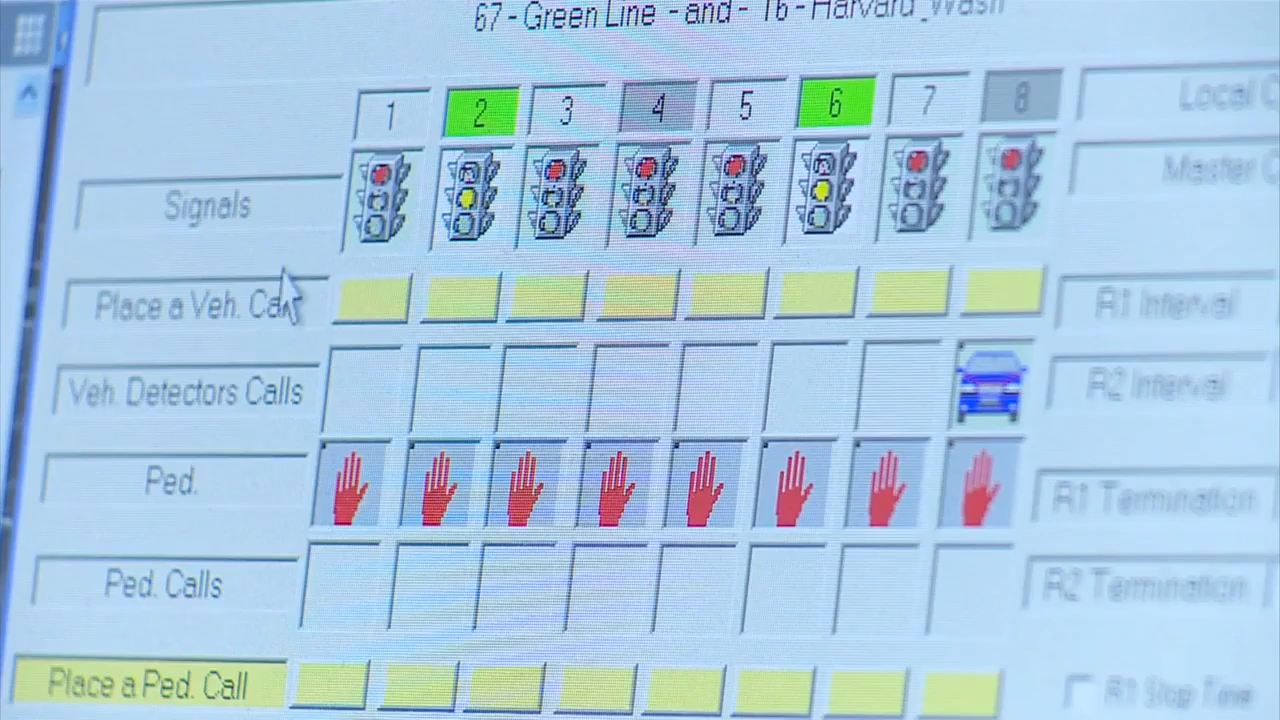 67 - Green Line - and - 16 - Harvard_Wash
1 2 3 4 5 6 7 8
Local
Master
Signals
Place a Veh. Ca
R1 Interval
Veh. Detectors Calls
R2 Interval
Ped.
R1 Termination
Ped. Calls
R2 Termination
Place a Ped. Call
R1 Stop Time